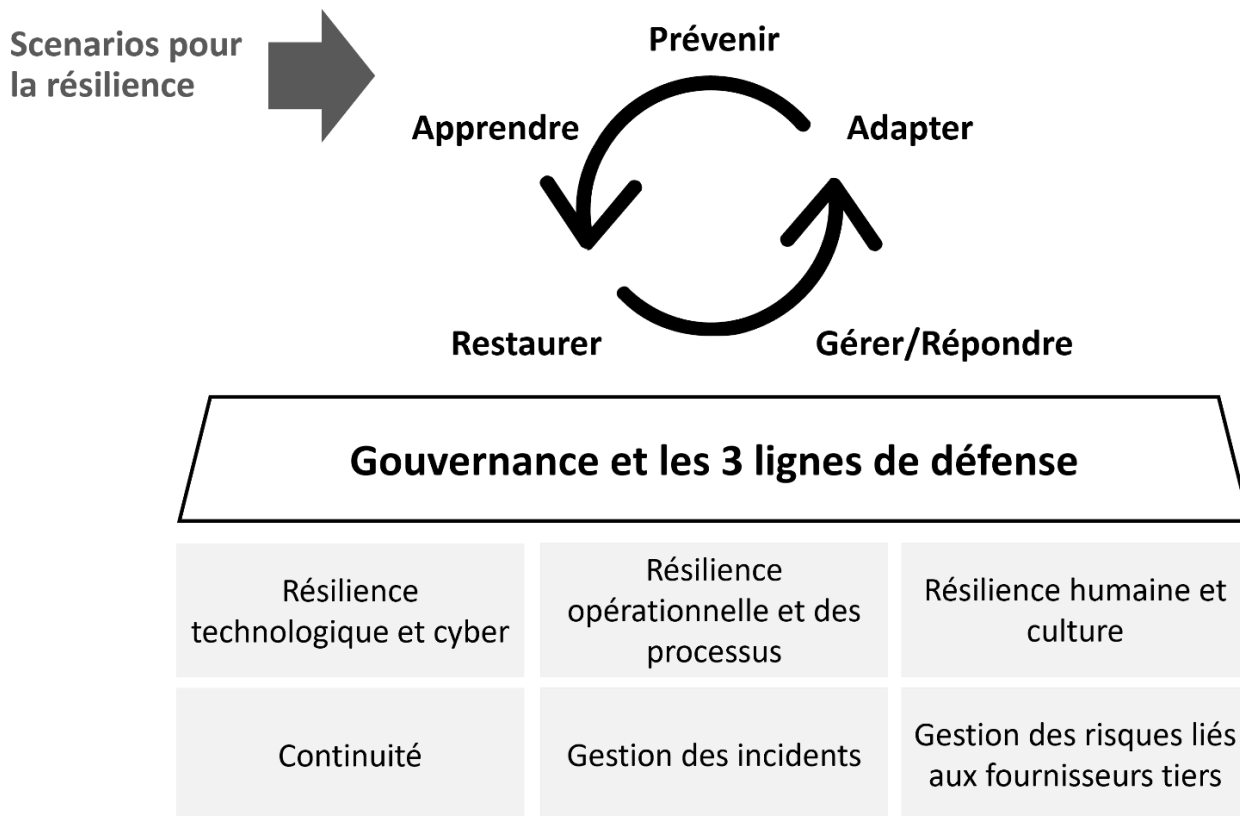 Scenarios pour
la résilience
Prévenir
Apprendre
Adapter
Restaurer
Gérer/Répondre
Gouvernance et les 3 lignes de défense
Résilience
technologique et cyber
Résilience
opérationnelle et des
processus
Résilience humaine et
culture
Continuité
Gestion des incidents
Gestion des risques liés
aux fournisseurs tiers